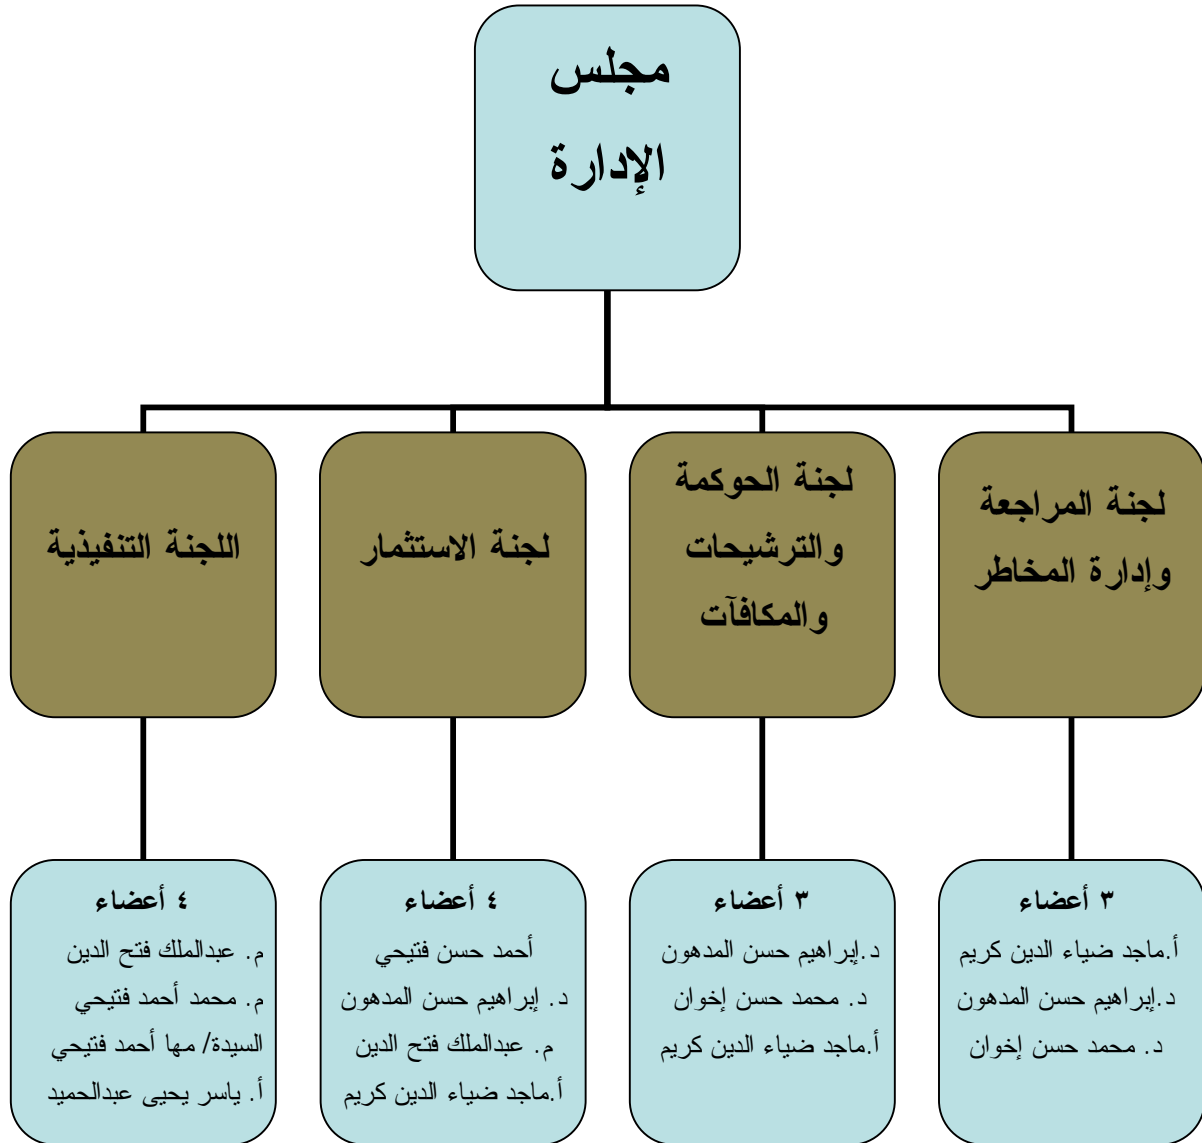 مجلس
الإدارة
لجنة المراجعة
وإدارة المخاطر
لجنة الحوكمة
والترشيحات
والمكافآت
لجنة الاستثمار
اللجنة التنفيذية
٣ أعضاء
أ.ماجد ضياء الدين كريم
د.إبراهيم حسن المدهون
د. محمد حسن إخوان
٣ أعضاء
د.إبراهيم حسن المدهون
د. محمد حسن إخوان
أ.ماجد ضياء الدين كريم
٤ أعضاء
أحمد حسن فتيحي
د. إبراهيم حسن المدهون
م. عبدالملك فتح الدين
أ.ماجد ضياء الدين كريم
٤ أعضاء
م. عبدالملك فتح الدين
م. محمد أحمد فتيحي
السيدة/ مها أحمد فتيحي
أ. ياسر يحيى عبدالحميد